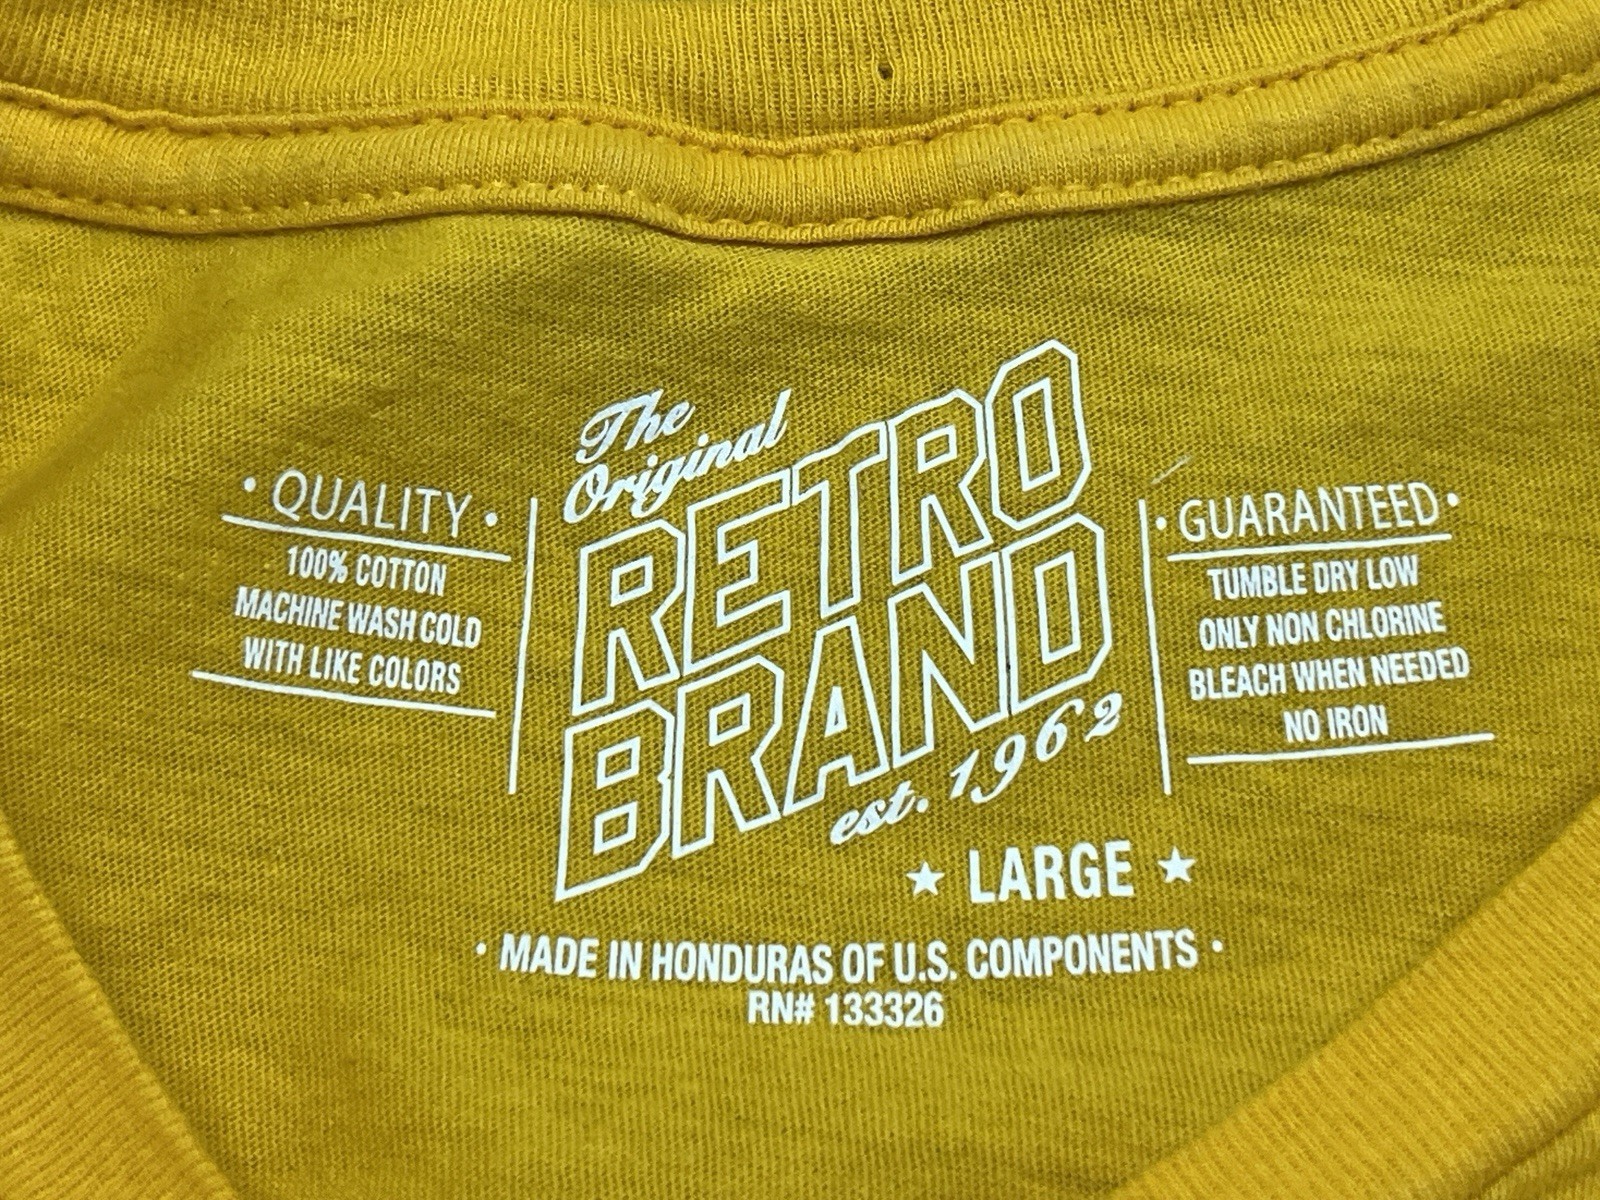 The
Original
RETRO
BRAND
est. 1962
• QUALITY •
100% COTTON
MACHINE WASH COLD
WITH LIKE COLORS
• GUARANTEED •
TUMBLE DRY LOW
ONLY NON CHLORINE
BLEACH WHEN NEEDED
NO IRON
★ LARGE ★
• MADE IN HONDURAS OF U.S. COMPONENTS •
RN# 133326